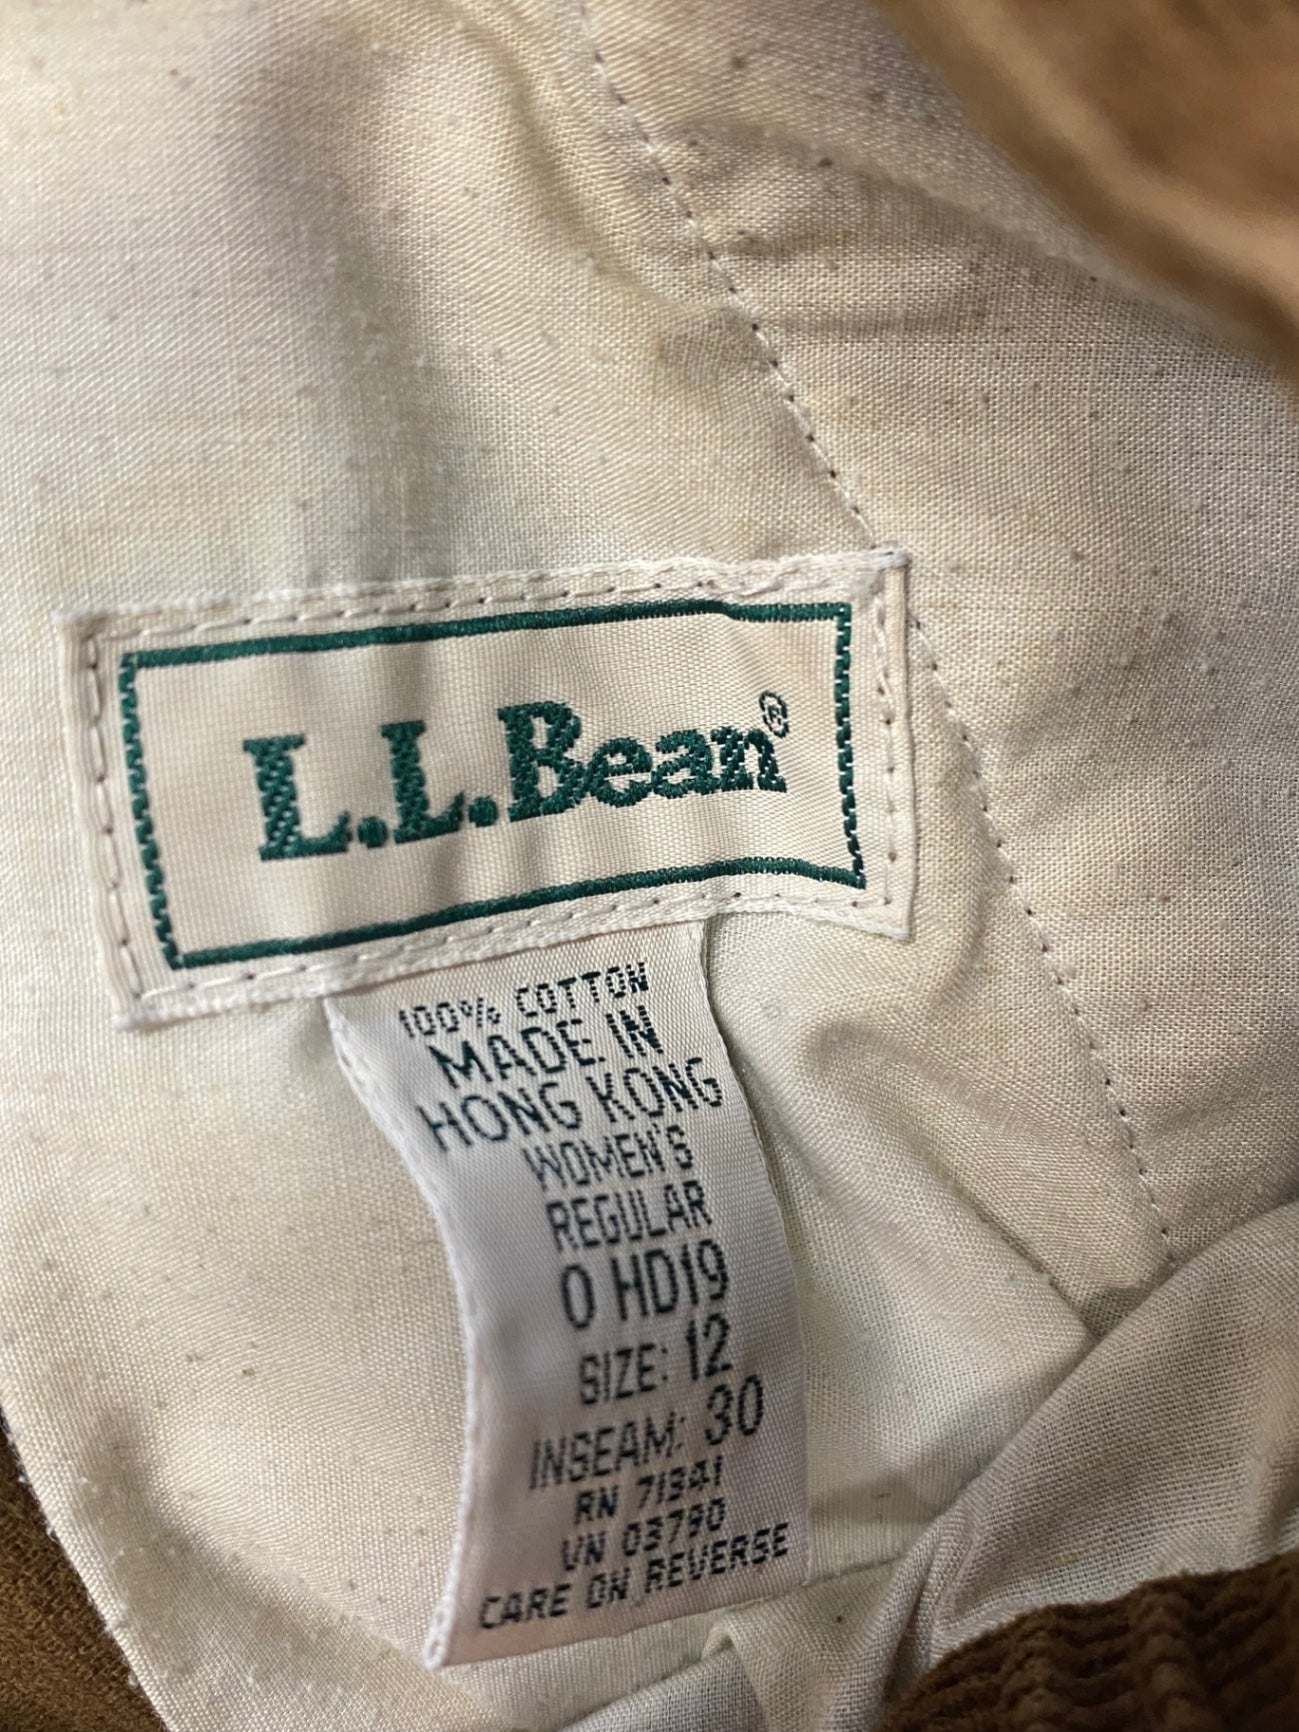 L.L.Bean®
100% COTTON
MADE IN
HONG KONG
WOMEN'S
REGULAR
0 HD19
SIZE: 12
INSEAM: 30
RN 71341
VN 03790
CARE ON REVERSE